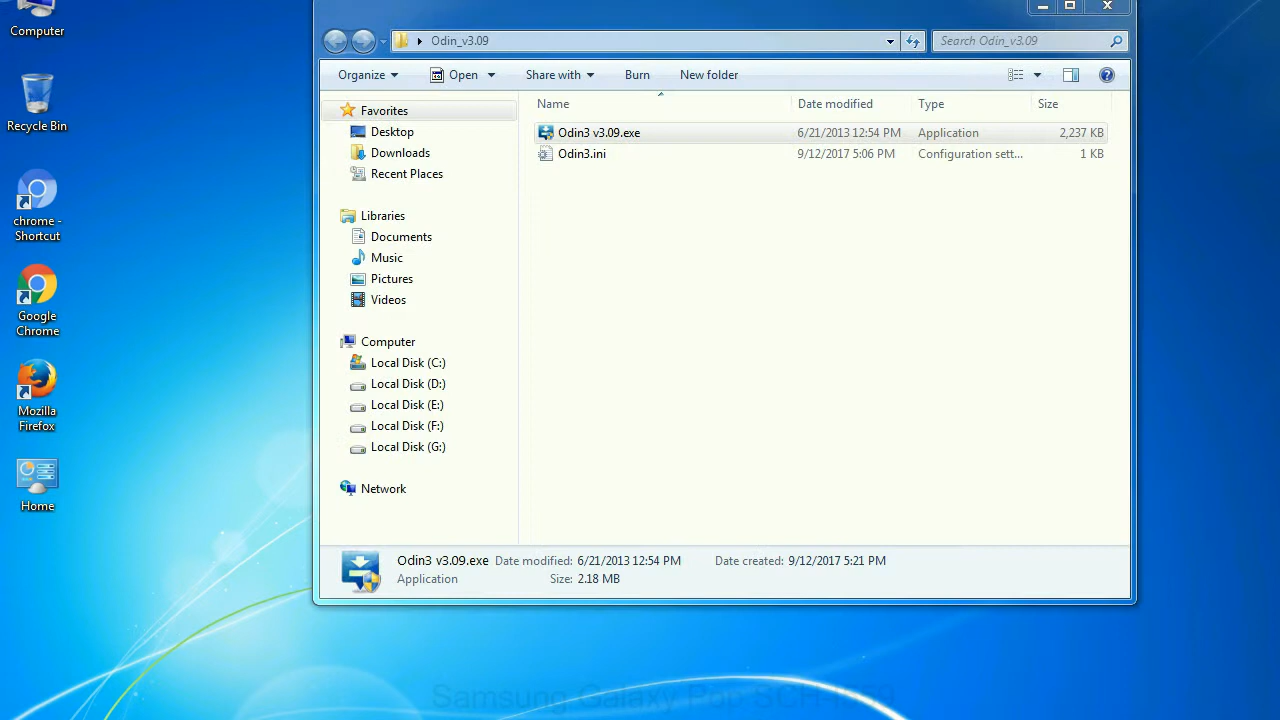 Computer
Recycle Bin
chrome -
Shortcut
Google
Chrome
Mozilla
Firefox
Home
Odin_v3.09
Search Odin_v3.09
Organize
Open
Share with
Burn
New folder
Favorites
Desktop
Downloads
Recent Places
Libraries
Documents
Music
Pictures
Videos
Computer
Local Disk (C:)
Local Disk (D:)
Local Disk (E:)
Local Disk (F:)
Local Disk (G:)
Network
Name Date modified Type Size
Odin3 v3.09.exe 6/21/2013 12:54 PM Application 2,237 KB
Odin3.ini 9/12/2017 5:06 PM Configuration sett... 1 KB
Odin3 v3.09.exe Date modified: 6/21/2013 12:54 PM Date created: 9/12/2017 5:21 PM
Application Size: 2.18 MB
Samsung Galaxy Pop